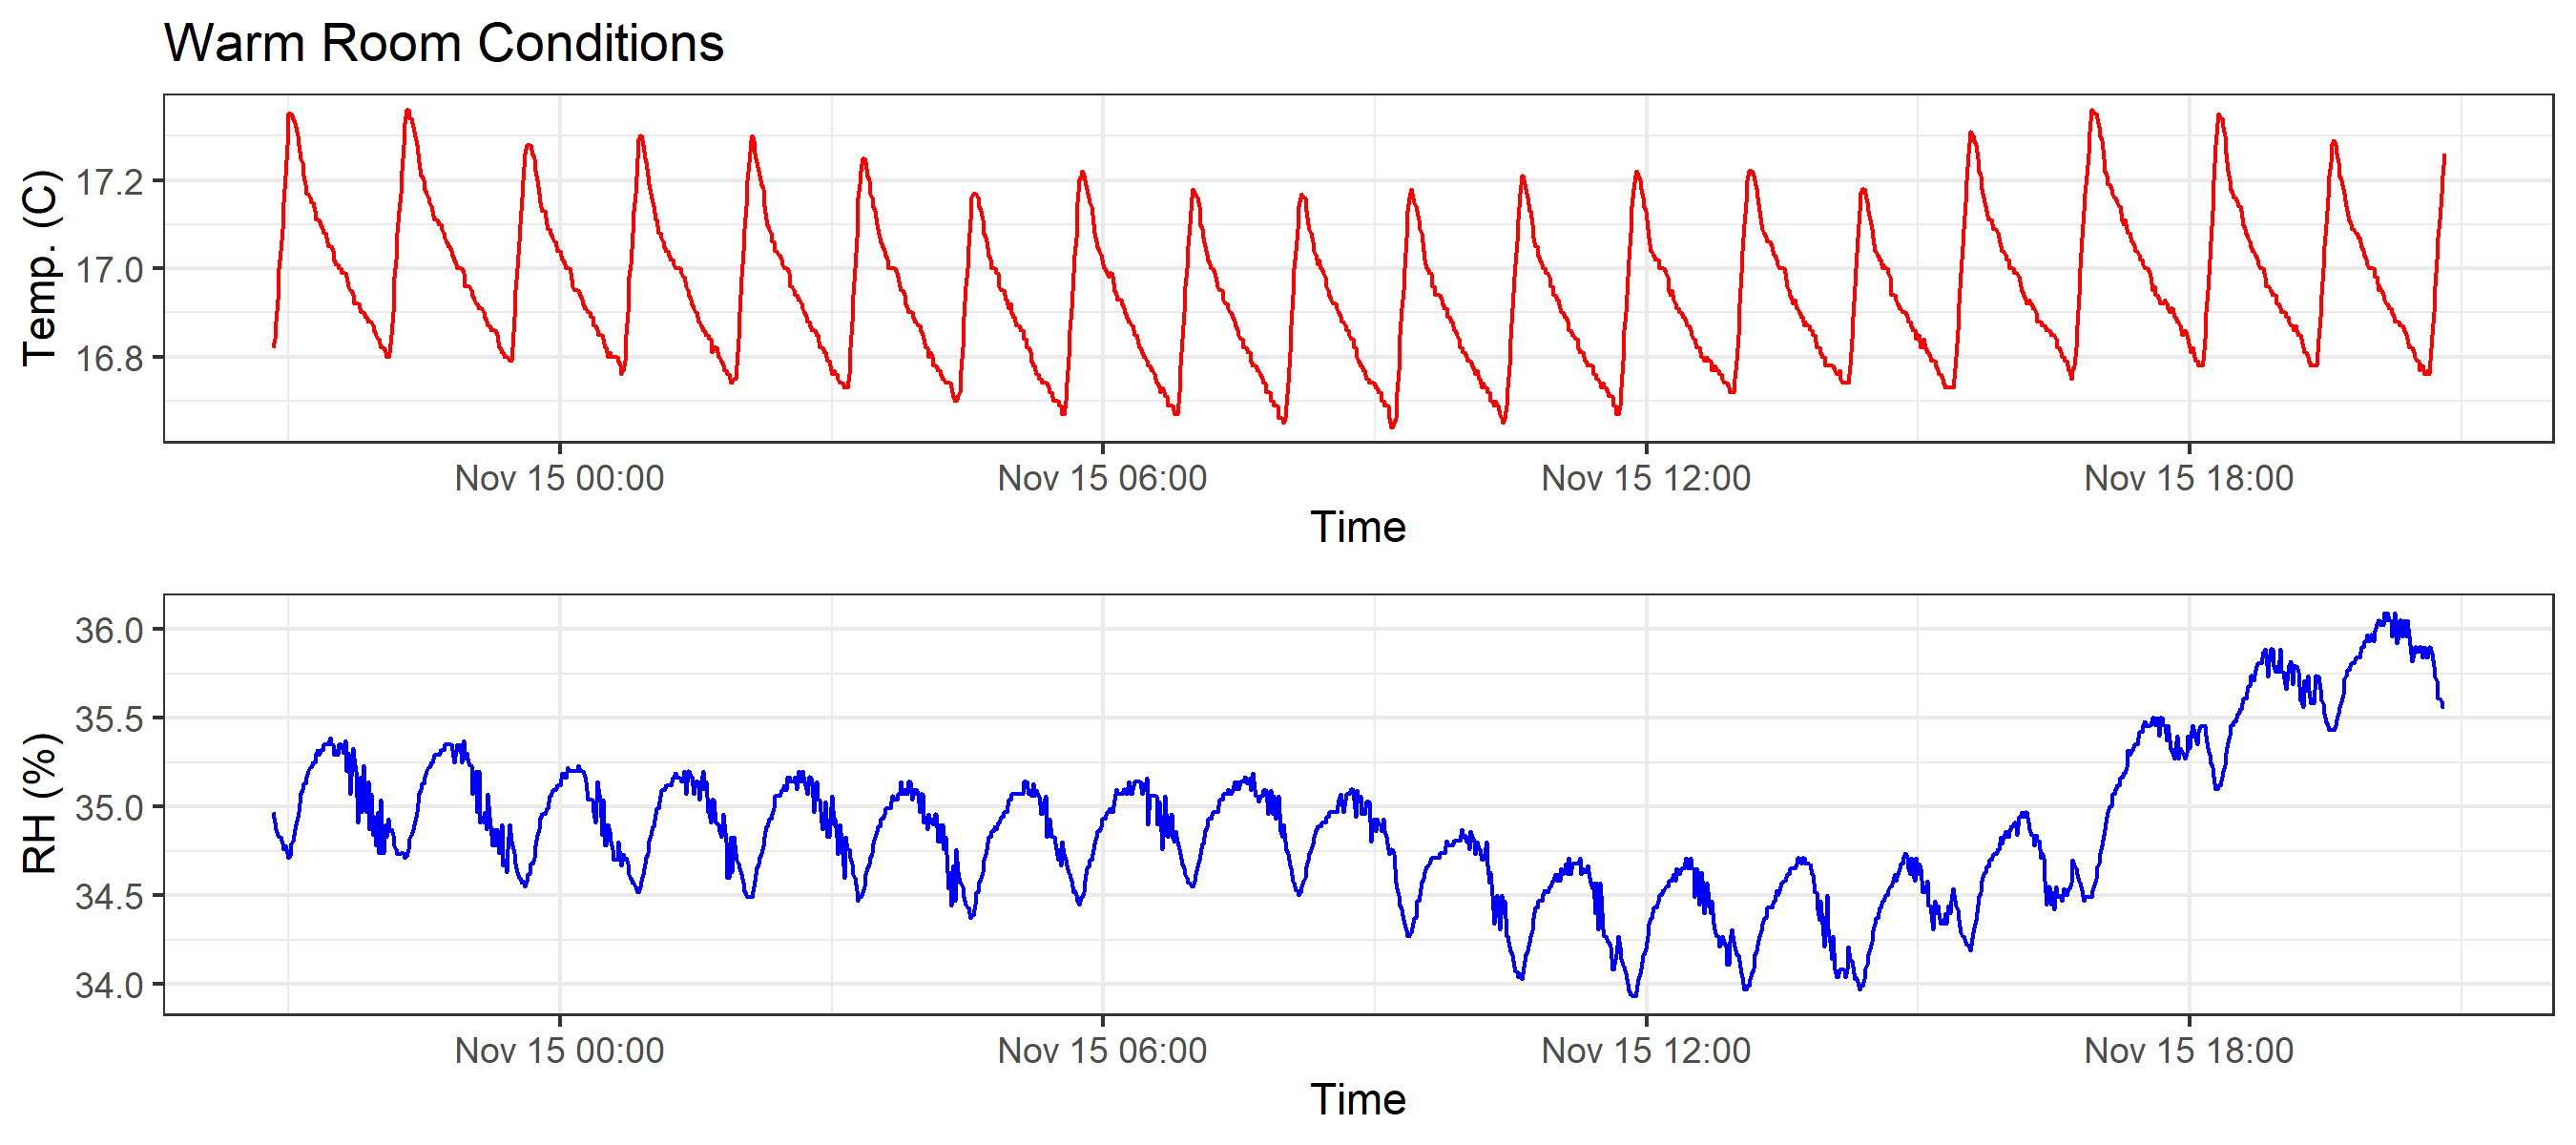 Warm Room Conditions
Temp. (C)
17.2
17.0
16.8
Nov 15 00:00 Nov 15 06:00 Nov 15 12:00 Nov 15 18:00
Time
RH (%)
36.0
35.5
35.0
34.5
34.0
Nov 15 00:00 Nov 15 06:00 Nov 15 12:00 Nov 15 18:00
Time